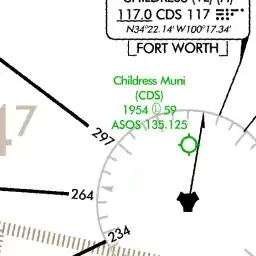 117.0 CDS 117
N34°22.14' W100°17.34'
FORT WORTH
Childress Muni
(CDS)
1954 Ⓛ 59
ASOS 135.125
47
297
264
234